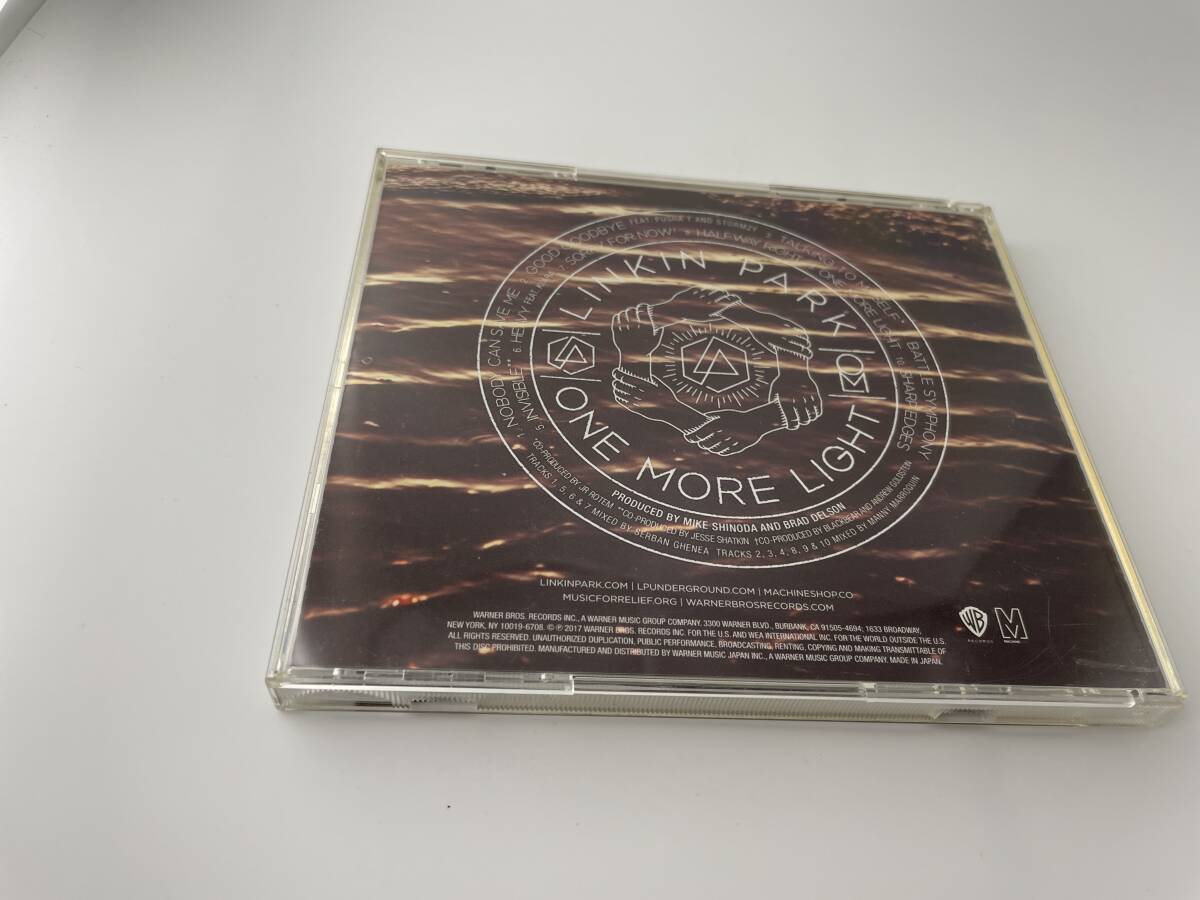 1. NOBODY CAN SAVE ME 2. GOOD GOODBYE FEAT. PUSHA T AND STORMZY 3. TALKING TO MYSELF* 4. BATTLE SYMPHONY
5. INVISIBLE** 6. HEAVY FEAT. KIIARA 7. SORRY FOR NOW† 8. HALFWAY RIGHT 9. ONE MORE LIGHT 10. SHARP EDGES
LINKIN PARK
ONE MORE LIGHT
PRODUCED BY MIKE SHINODA AND BRAD DELSON
*CO-PRODUCED BY JR ROTEM **CO-PRODUCED BY JESSE SHATKIN †CO-PRODUCED BY BLACKBEAR AND ANDREW GOLDSTEIN
TRACKS 1, 5, 6 & 7 MIXED BY SERBAN GHENEA TRACKS 2, 3, 4, 8, 9 & 10 MIXED BY MANNY MARROQUIN
LINKINPARK.COM | LPUNDERGROUND.COM | MACHINESHOP.CO
MUSICFORRELIEF.ORG | WARNERBROSRECORDS.COM
WARNER BROS. RECORDS INC., A WARNER MUSIC GROUP COMPANY. 3300 WARNER BLVD., BURBANK, CA 91505-4694; 1633 BROADWAY,
NEW YORK, NY 10019-6708. © ℗ 2017 WARNER BROS. RECORDS INC. FOR THE U.S. AND WEA INTERNATIONAL INC. FOR THE WORLD OUTSIDE THE U.S.
ALL RIGHTS RESERVED. UNAUTHORIZED DUPLICATION, PUBLIC PERFORMANCE, BROADCASTING, RENTING, COPYING AND MAKING TRANSMITTABLE OF
THIS DISC PROHIBITED. MANUFACTURED AND DISTRIBUTED BY WARNER MUSIC JAPAN INC., A WARNER MUSIC GROUP COMPANY. MADE IN JAPAN.
WB
RECORDS
M